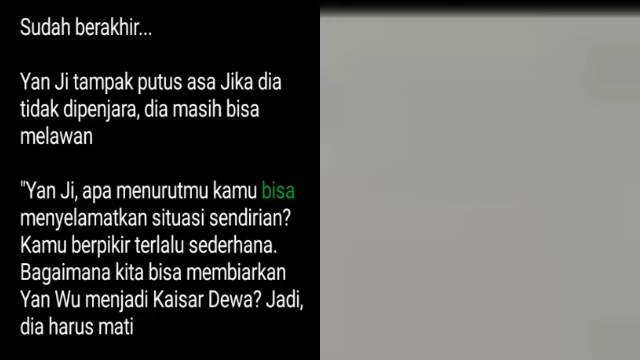 Sudah berakhir...
Yan Ji tampak putus asa Jika dia
tidak dipenjara, dia masih bisa
melawan
"Yan Ji, apa menurutmu kamu bisa
menyelamatkan situasi sendirian?
Kamu berpikir terlalu sederhana.
Bagaimana kita bisa membiarkan
Yan Wu menjadi Kaisar Dewa? Jadi,
dia harus mati